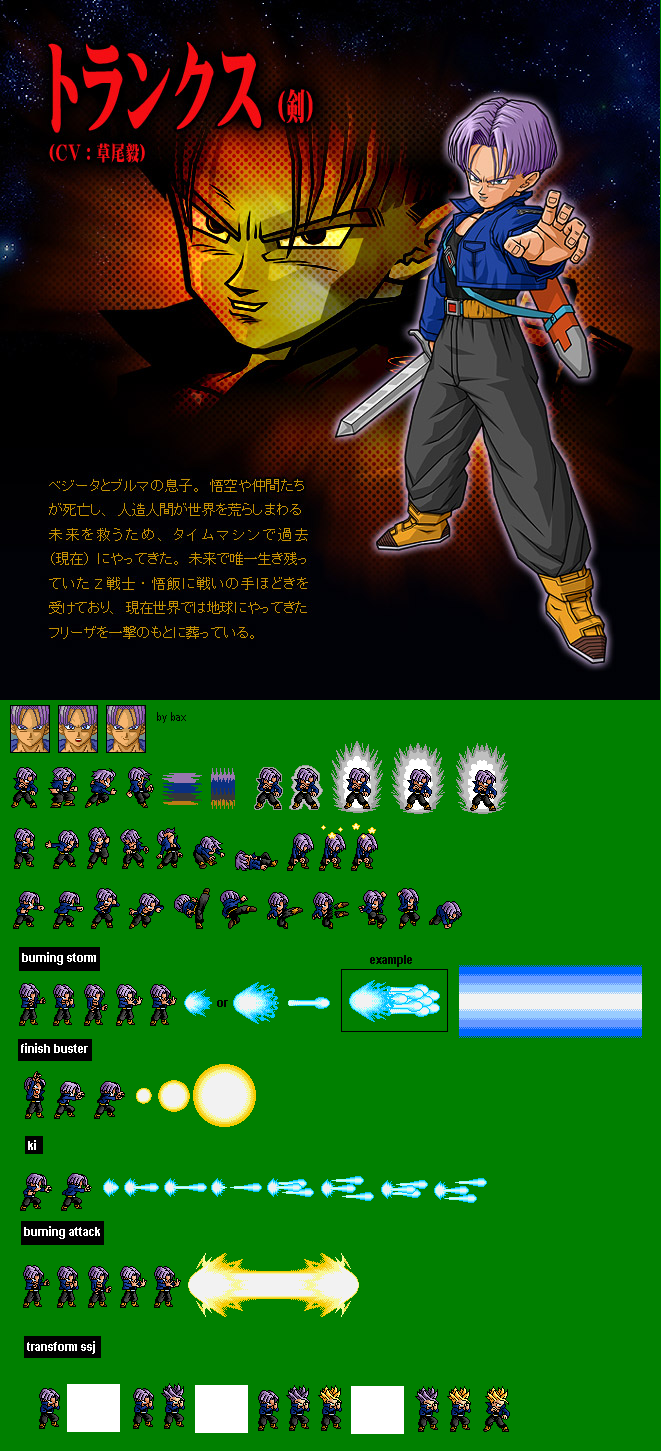 トランクス(剣)
(CV：草尾毅)
ベジータとブルマの息子。悟空や仲間たち
が死亡し、人造人間が世界を荒らしまわる
未来を救うため、タイムマシンで過去
（現在）にやってきた。未来で唯一生き残っ
ていたＺ戦士・悟飯に戦いの手ほどきを
受けており、現在世界では地球にやってきた
フリーザを一撃のもとに葬っている。
by bax
burning storm
example
or
finish buster
ki
burning attack
transform ssj